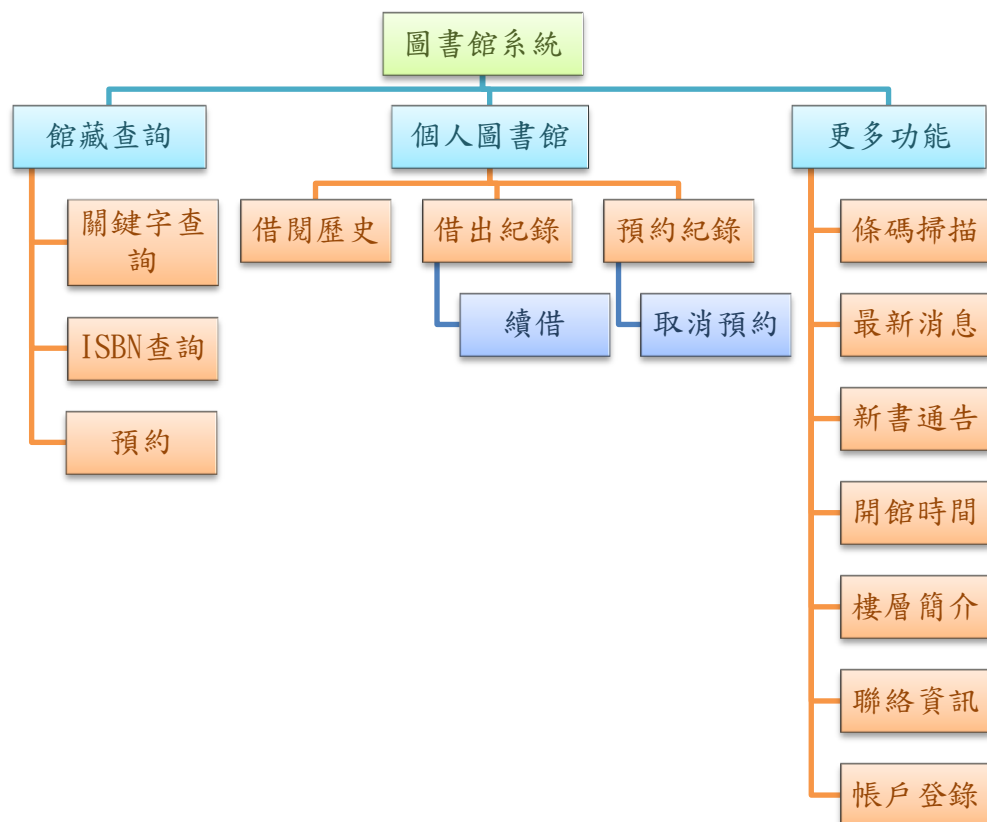 圖書館系統
館藏查詢
個人圖書館
更多功能
關鍵字查
詢
ISBN查詢
預約
借閱歷史
借出紀錄
預約紀錄
續借
取消預約
條碼掃描
最新消息
新書通告
開館時間
樓層簡介
聯絡資訊
帳戶登錄